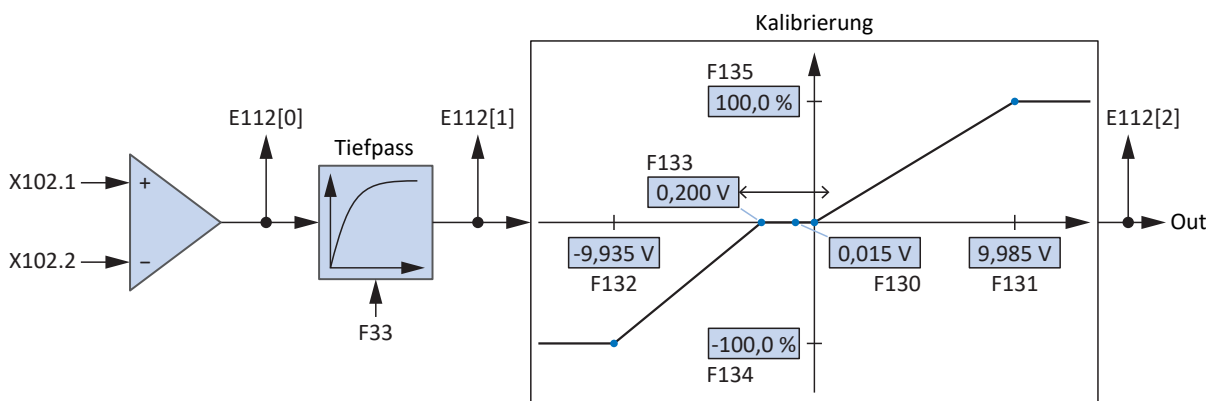 Kalibrierung
F135
100,0 %
E112[0]
E112[1]
E112[2]
Tiefpass
F133
X102.1
+
0,200 V
Out
X102.2
−
-9,935 V
0,015 V
9,985 V
F132
F130
F131
F33
-100,0 %
F134